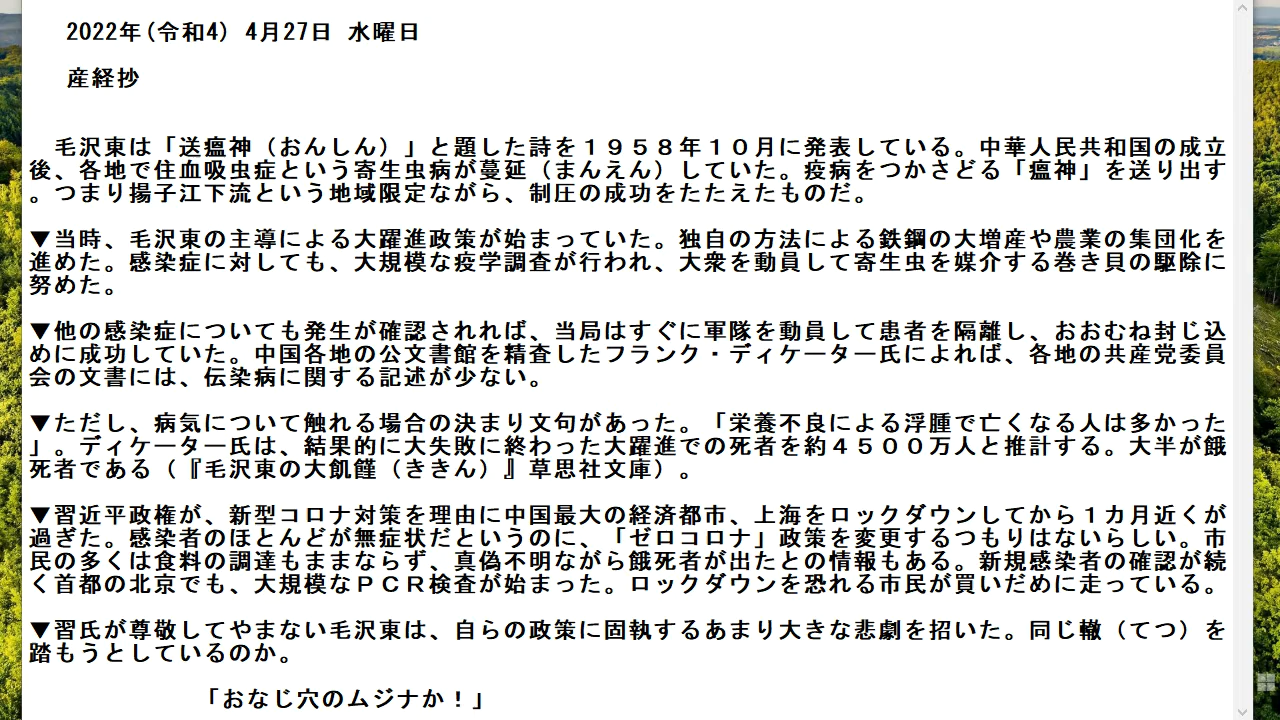 2022年(令和4) 4月27日 水曜日
産経抄
毛沢東は「送瘟神（おんしん）」と題した詩を１９５８年１０月に発表している。中華人民共和国の成立
後、各地で住血吸虫症という寄生虫病が蔓延（まんえん）していた。疫病をつかさどる「瘟神」を送り出す
。つまり揚子江下流という地域限定ながら、制圧の成功をたたえたものだ。
▼当時、毛沢東の主導による大躍進政策が始まっていた。独自の方法による鉄鋼の大増産や農業の集団化を
進めた。感染症に対しても、大規模な疫学調査が行われ、大衆を動員して寄生虫を媒介する巻き貝の駆除に
努めた。
▼他の感染症についても発生が確認されれば、当局はすぐに軍隊を動員して患者を隔離し、おおむね封じ込
めに成功していた。中国各地の公文書館を精査したフランク・ディケーター氏によれば、各地の共産党委員
会の文書には、伝染病に関する記述が少ない。
▼ただし、病気について触れる場合の決まり文句があった。「栄養不良による浮腫で亡くなる人は多かった
」。ディケーター氏は、結果的に大失敗に終わった大躍進での死者を約４５００万人と推計する。大半が餓
死者である（『毛沢東の大飢饉（ききん）』草思社文庫）。
▼習近平政権が、新型コロナ対策を理由に中国最大の経済都市、上海をロックダウンしてから１カ月近くが
過ぎた。感染者のほとんどが無症状だというのに、「ゼロコロナ」政策を変更するつもりはないらしい。市
民の多くは食料の調達もままならず、真偽不明ながら餓死者が出たとの情報もある。新規感染者の確認が続
く首都の北京でも、大規模なＰＣＲ検査が始まった。ロックダウンを恐れる市民が買いだめに走っている。
▼習氏が尊敬してやまない毛沢東は、自らの政策に固執するあまり大きな悲劇を招いた。同じ轍（てつ）を
踏もうとしているのか。
「おなじ穴のムジナか！」